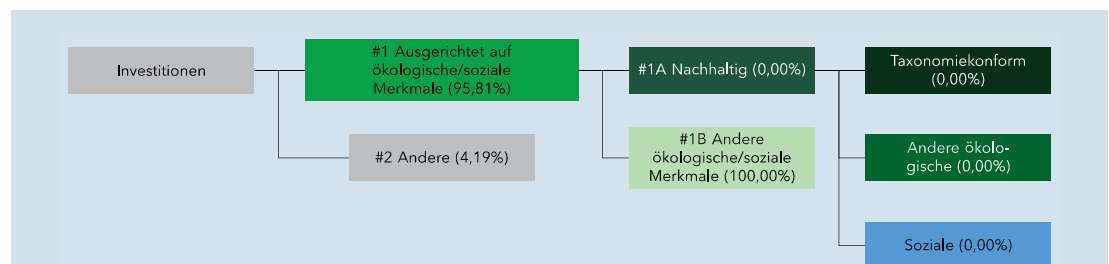 Investitionen
#1 Ausgerichtet auf
ökologische/soziale
Merkmale (95,81%)
#2 Andere (4,19%)
#1A Nachhaltig (0,00%)
#1B Andere
ökologische/soziale
Merkmale (100,00%)
Taxonomiekonform
(0,00%)
Andere ökolo-
gische (0,00%)
Soziale (0,00%)